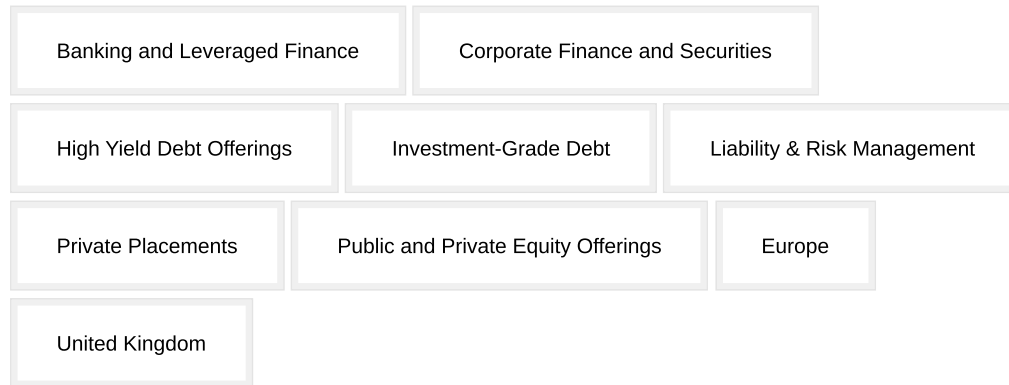 Banking and Leveraged Finance Corporate Finance and Securities
High Yield Debt Offerings Investment-Grade Debt Liability & Risk Management
Private Placements Public and Private Equity Offerings Europe
United Kingdom